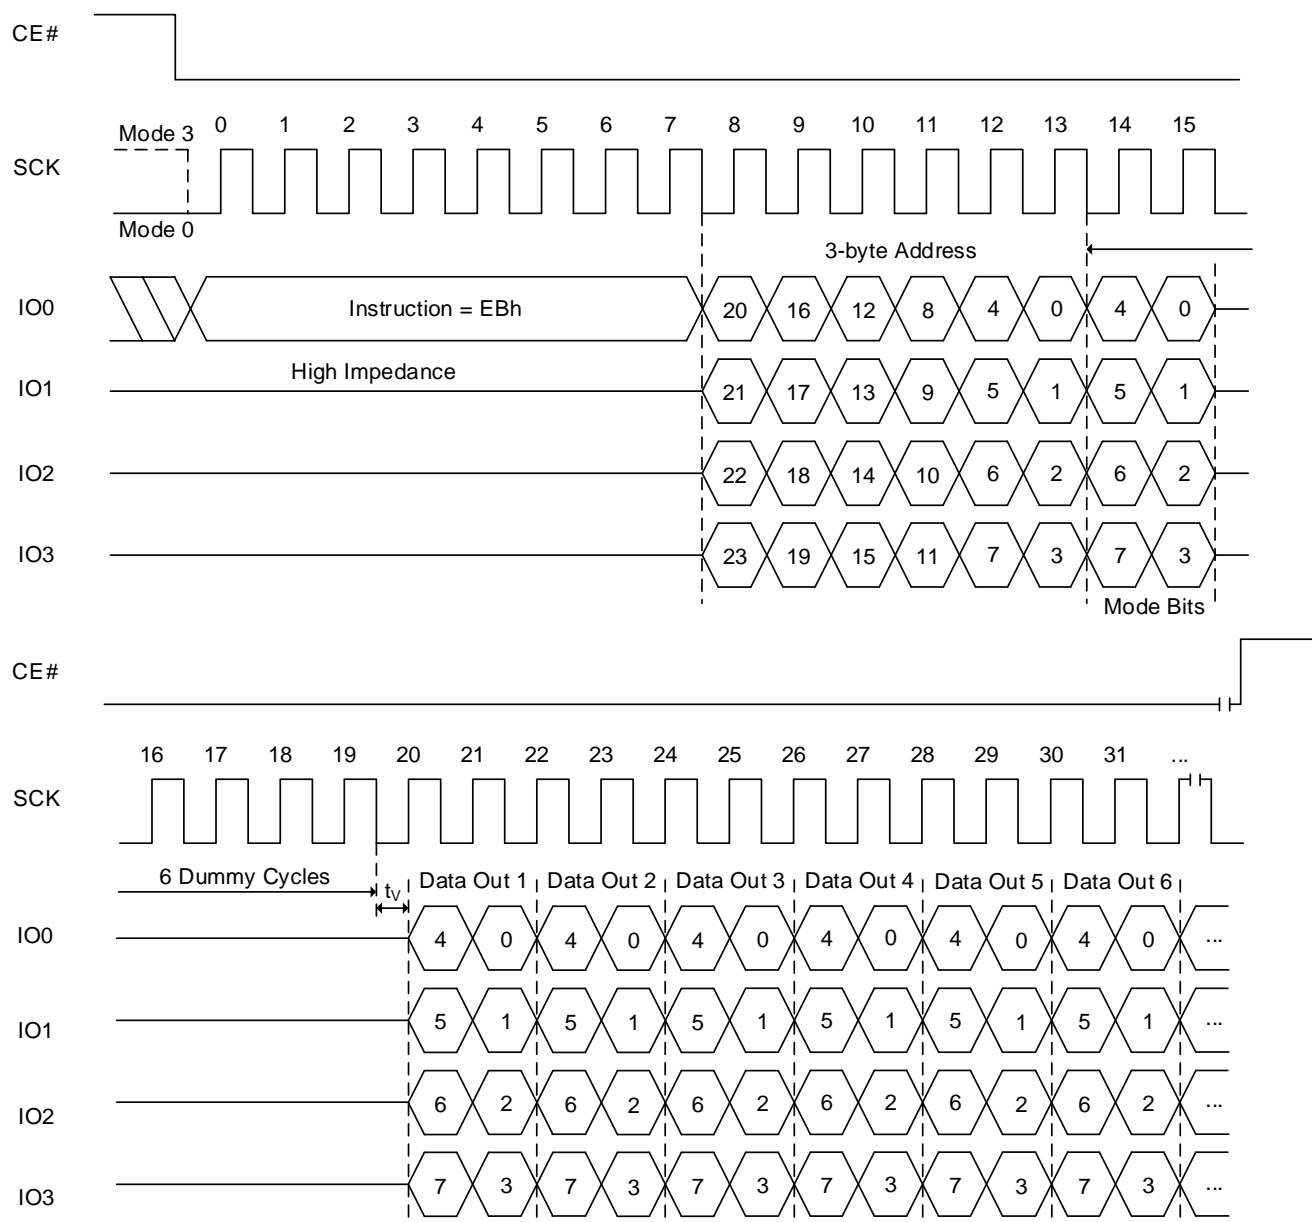 CE#
Mode 3 0 1 2 3 4 5 6 7 8 9 10 11 12 13 14 15
SCK
Mode 0
3-byte Address
IO0 Instruction = EBh 20 16 12 8 4 0 4 0
High Impedance
IO1 21 17 13 9 5 1 5 1
IO2 22 18 14 10 6 2 6 2
IO3 23 19 15 11 7 3 7 3
Mode Bits
CE#
16 17 18 19 20 21 22 23 24 25 26 27 28 29 30 31 ...
SCK
6 Dummy Cycles tV Data Out 1 Data Out 2 Data Out 3 Data Out 4 Data Out 5 Data Out 6
IO0 4 0 4 0 4 0 4 0 4 0 4 0 ...
IO1 5 1 5 1 5 1 5 1 5 1 5 1 ...
IO2 6 2 6 2 6 2 6 2 6 2 6 2 ...
IO3 7 3 7 3 7 3 7 3 7 3 7 3 ...